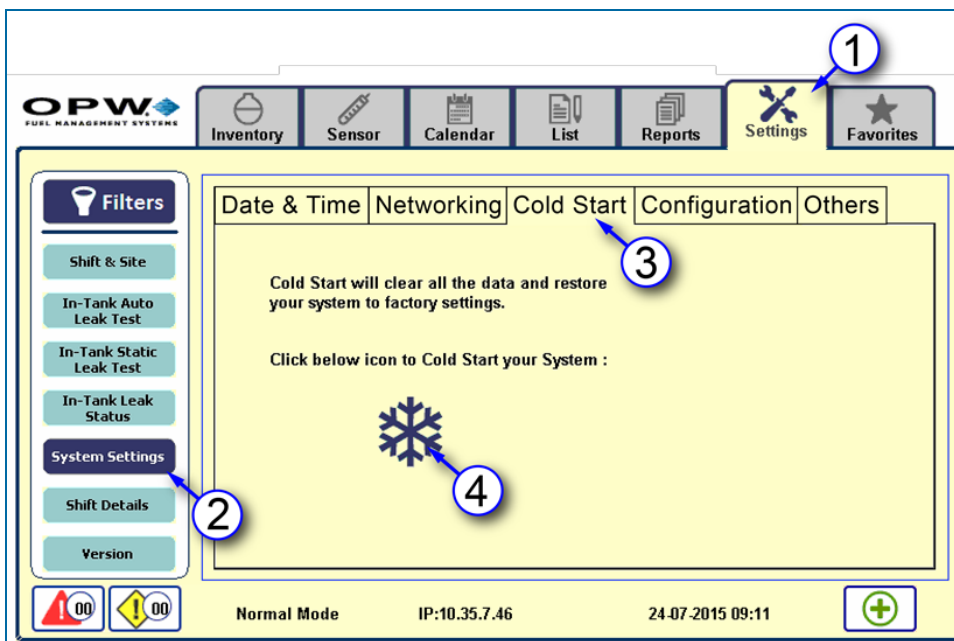 1
OPW
FUEL MANAGEMENT SYSTEMS
Inventory
Sensor
Calendar
List
Reports
Settings
Favorites
Filters
Shift & Site
In-Tank Auto
Leak Test
In-Tank Static
Leak Test
In-Tank Leak
Status
System Settings
2
Shift Details
Version
Date & Time
Networking
Cold Start
Configuration
Others
3
Cold Start will clear all the data and restore
your system to factory settings.
Click below icon to Cold Start your System :
4
00
00
Normal Mode
IP:10.35.7.46
24-07-2015 09:11